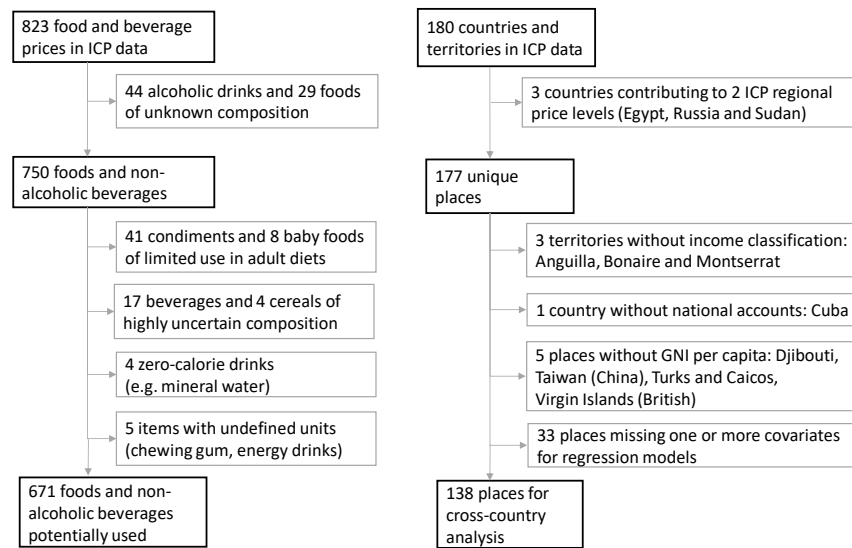 823 food and beverage
prices in ICP data
44 alcoholic drinks and 29 foods
of unknown composition
750 foods and non-
alcoholic beverages
41 condiments and 8 baby foods
of limited use in adult diets
17 beverages and 4 cereals of
highly uncertain composition
4 zero-calorie drinks
(e.g. mineral water)
5 items with undefined units
(chewing gum, energy drinks)
671 foods and non-
alcoholic beverages
potentially used
180 countries and
territories in ICP data
3 countries contributing to 2 ICP regional
price levels (Egypt, Russia and Sudan)
177 unique
places
3 territories without income classification:
Anguilla, Bonaire and Montserrat
1 country without national accounts: Cuba
5 places without GNI per capita: Djibouti,
Taiwan (China), Turks and Caicos,
Virgin Islands (British)
33 places missing one or more covariates
for regression models
138 places for
cross-country
analysis